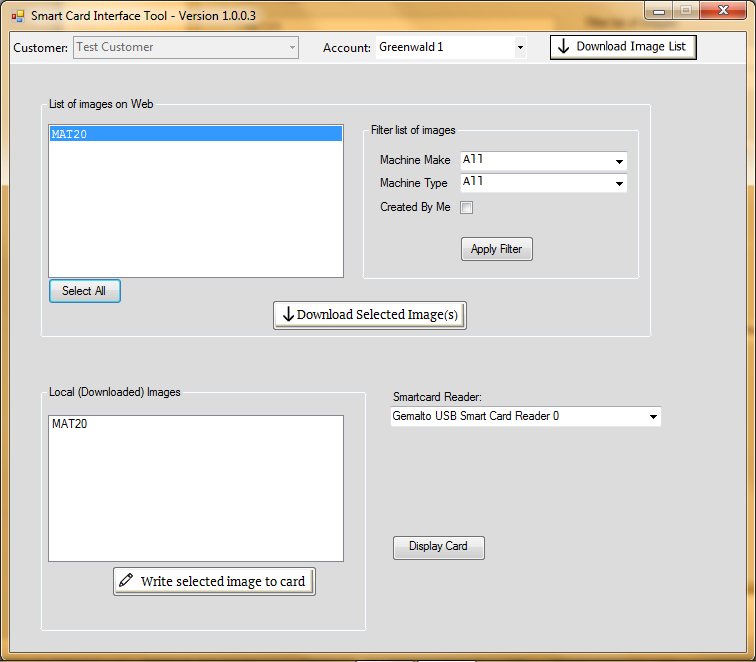 Smart Card Interface Tool - Version 1.0.0.3
Customer: Test Customer Account: Greenwald 1 Download Image List
List of images on Web
MAT20
Filter list of images
Machine Make All
Machine Type All
Created By Me
Apply Filter
Select All
Download Selected Image(s)
Local (Downloaded) Images
MAT20
Smartcard Reader:
Gemalto USB Smart Card Reader 0
Display Card
Write selected image to card